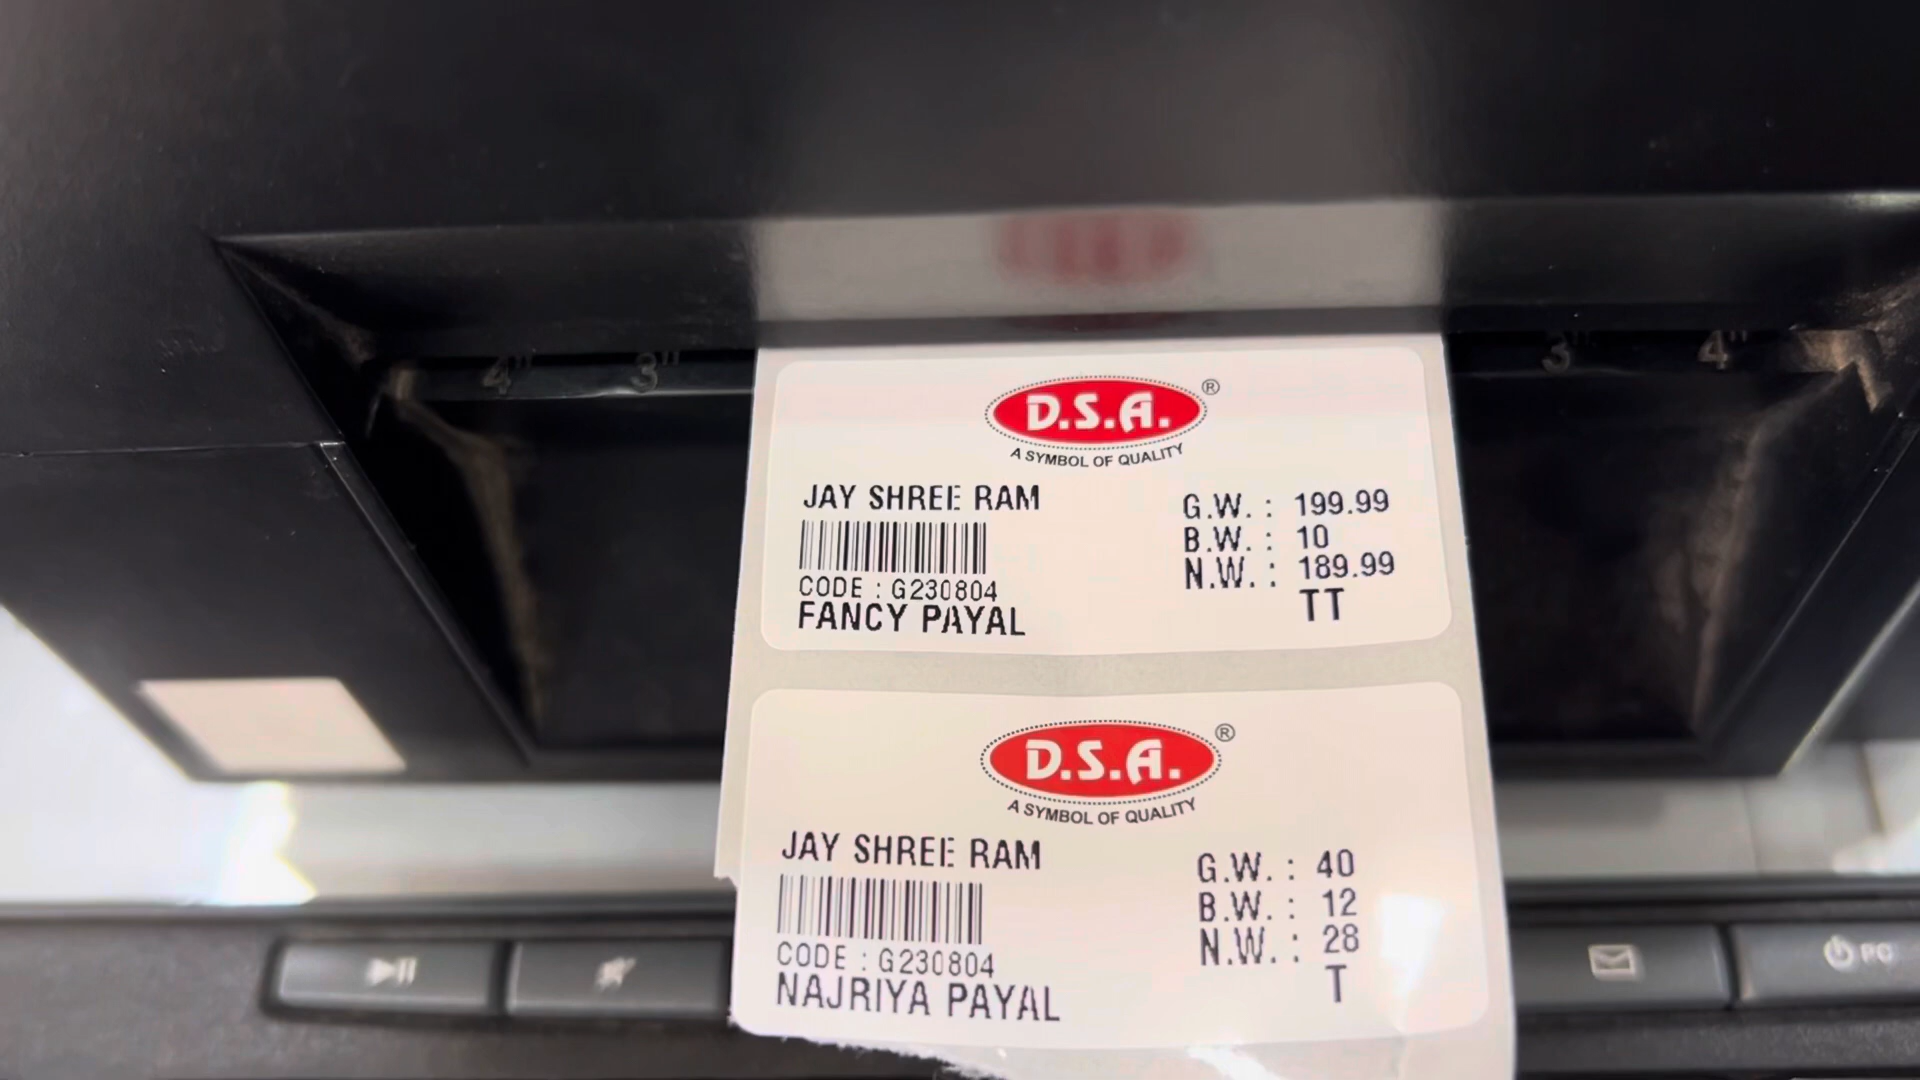 4" 3" 3" 4"
D.S.A.®
A SYMBOL OF QUALITY
JAY SHREE RAM
CODE : G230804
FANCY PAYAL
G.W. : 199.99
B.W. : 10
N.W. : 189.99
TT
D.S.A.®
A SYMBOL OF QUALITY
JAY SHREE RAM
CODE : G230804
NAJRIYA PAYAL
G.W. : 40
B.W. : 12
N.W. : 28
T
PC